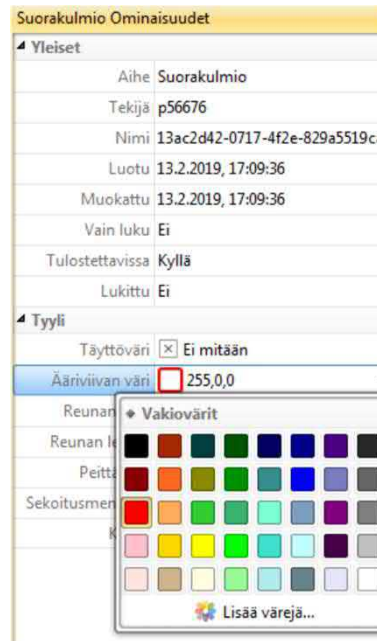 Suorakulmio Ominaisuudet
Yleiset
Aihe Suorakulmio
Tekijä p56676
Nimi 13ac2d42-0717-4f2e-829a5519c
Luotu 13.2.2019, 17:09:36
Muokattu 13.2.2019, 17:09:36
Vain luku Ei
Tulostettavissa Kyllä
Lukittu Ei
Tyyli
Täyttöväri Ei mitään
Ääriviivan väri 255,0,0
Reunan
Vakiovärit
Reunan
Sekoitusmen
Lisää värejä...